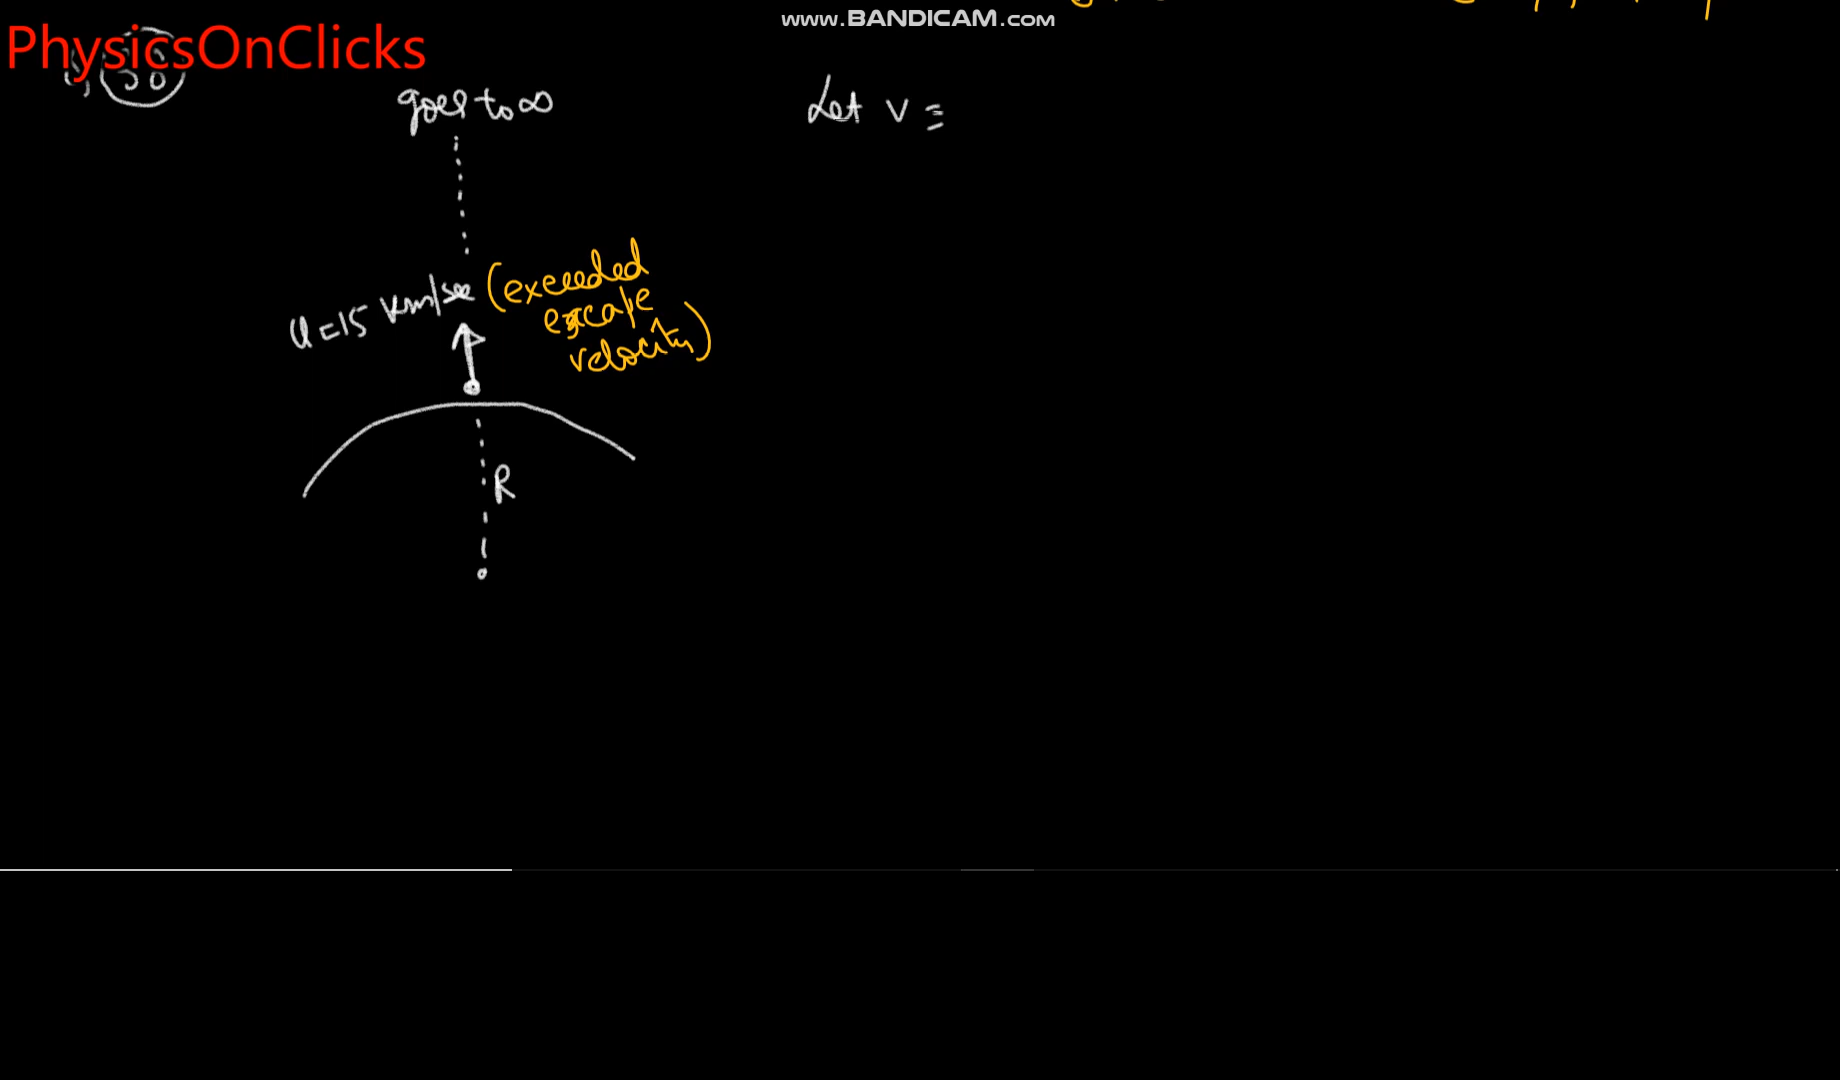 www.BANDICAM.com
PhysicsOnClicks
goes to ∞
Let v =
(exceeded
escape
velocity)
u=15 km/sec
R